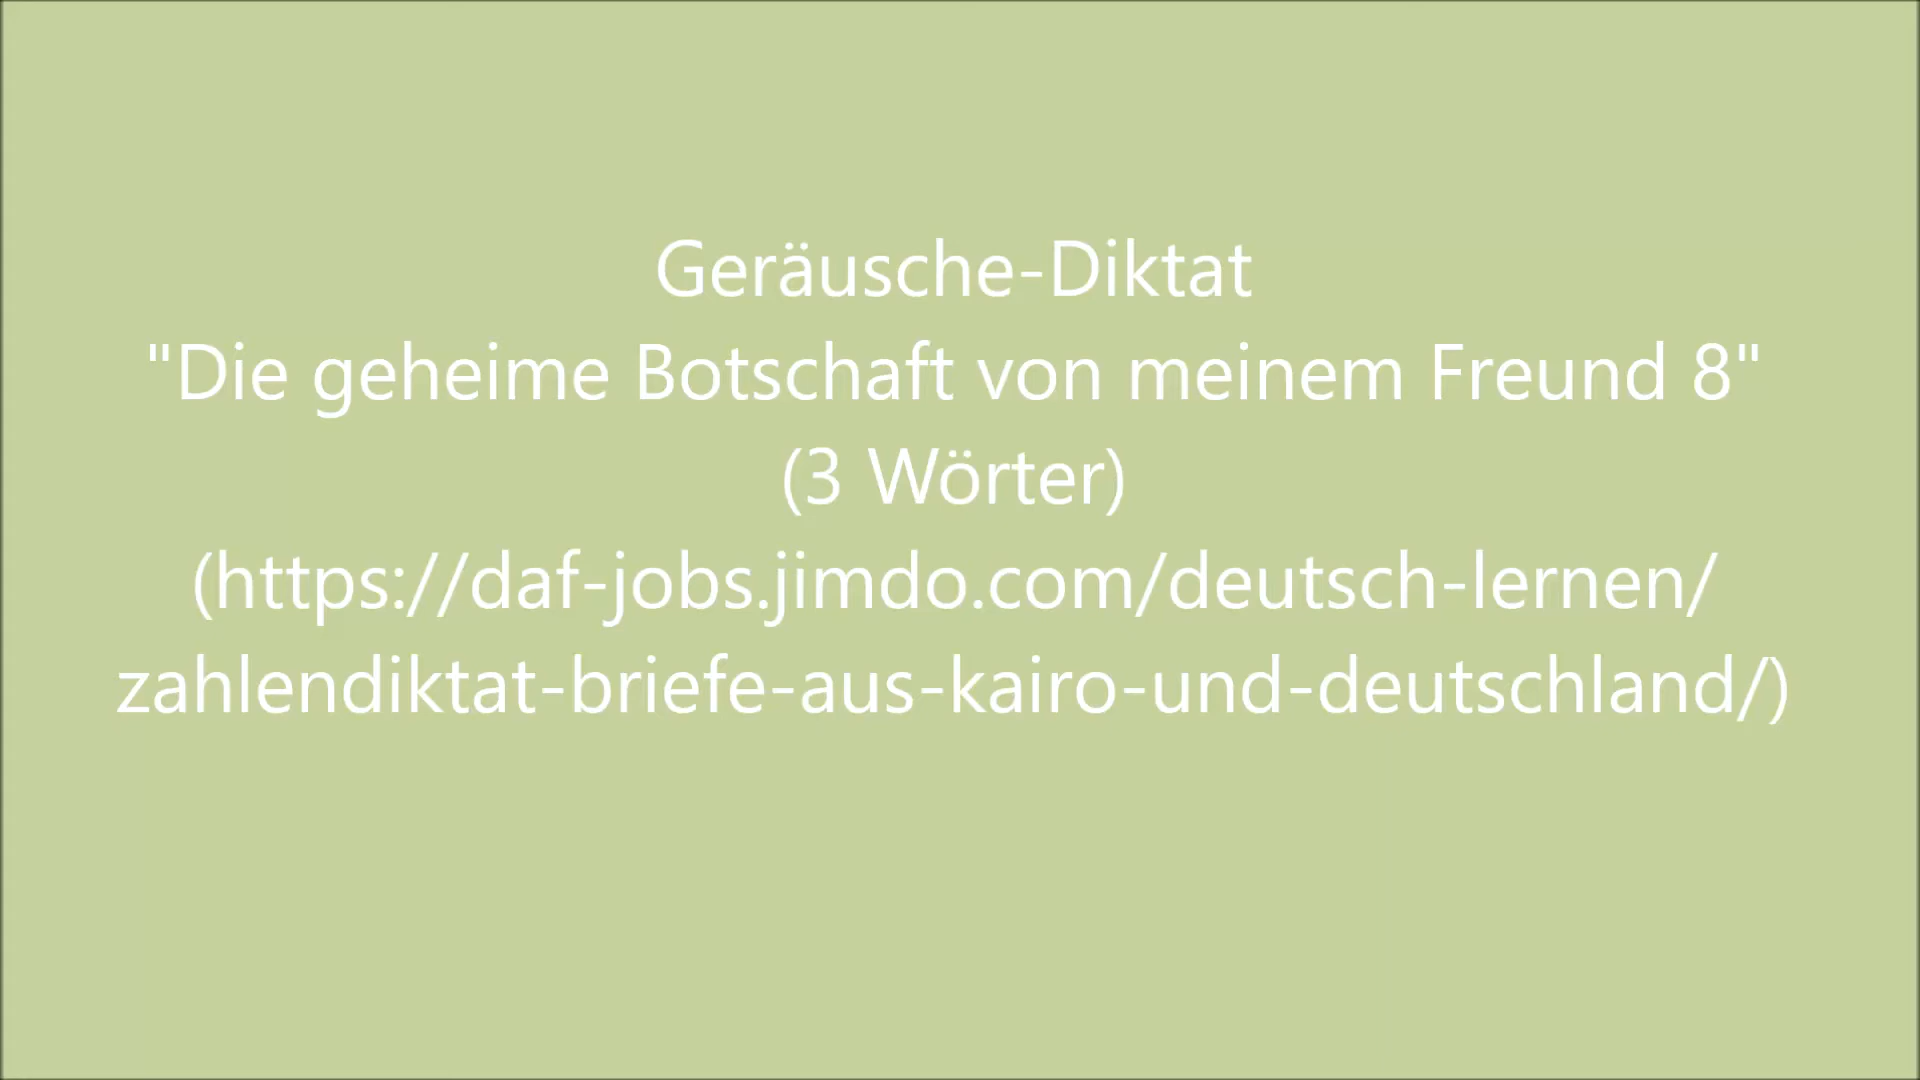 Geräusche-Diktat
"Die geheime Botschaft von meinem Freund 8"
(3 Wörter)
(https://daf-jobs.jimdo.com/deutsch-lernen/
zahlendiktat-briefe-aus-kairo-und-deutschland/)